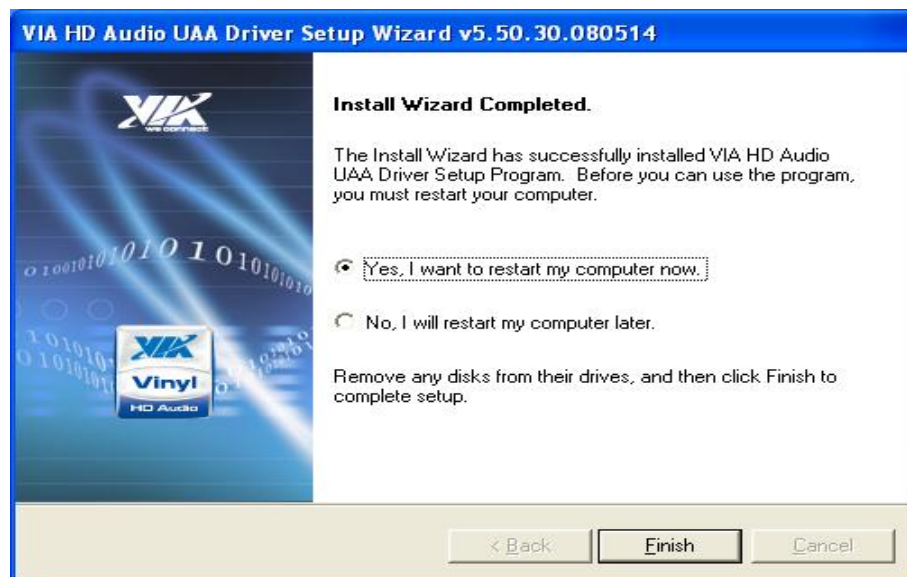 VIA HD Audio UAA Driver Setup Wizard v5.50.30.080514
VIA
we connect
Install Wizard Completed.
The Install Wizard has successfully installed VIA HD Audio
UAA Driver Setup Program. Before you can use the program,
you must restart your computer.
Yes, I want to restart my computer now.
No, I will restart my computer later.
VIA
Vinyl
HD Audio
Remove any disks from their drives, and then click Finish to
complete setup.
< Back
Finish
Cancel